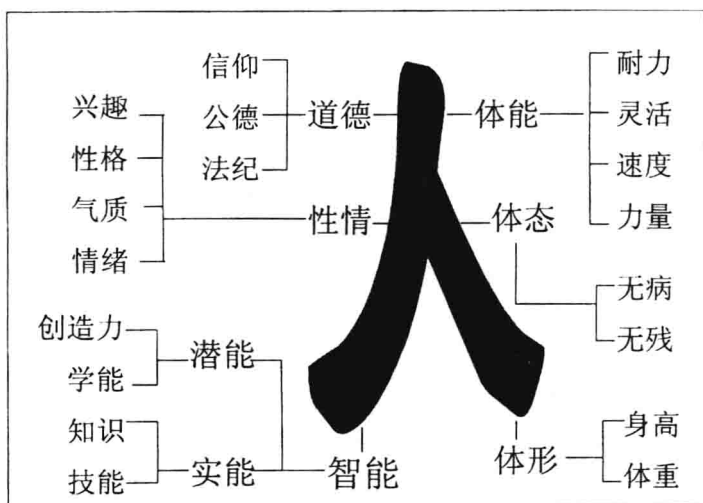 信仰
公德
法纪
道德
兴趣
性格
气质
情绪
性情
创造力
学能
潜能
知识
技能
实能
智能
人
体能
耐力
灵活
速度
力量
体态
无病
无残
体形
身高
体重